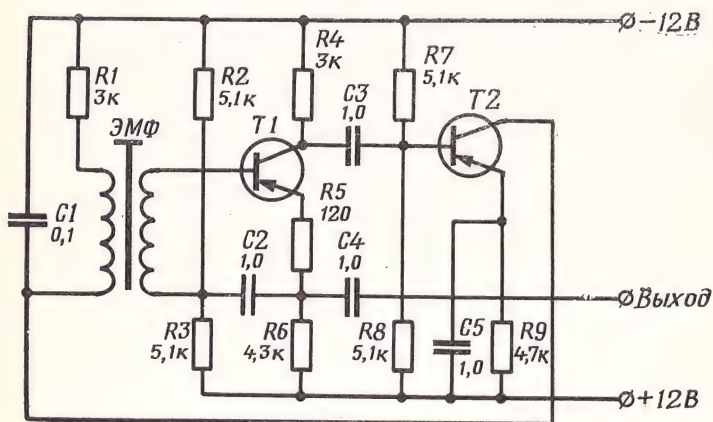 ∅-12В
R1
3к
R2
5,1к
R4
3к
R7
5,1к
C3
1,0
T1
T2
ЭМФ
R5
120
C1
0,1
C2
1,0
C4
1,0
∅Выход
R3
5,1к
R6
4,3к
R8
5,1к
C5
1,0
R9
4,7к
∅+12В